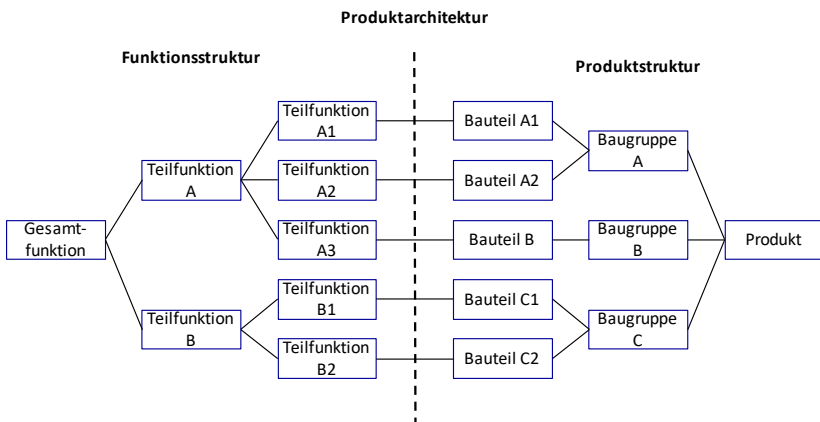 Produktarchitektur
Funktionsstruktur
Produktstruktur
Gesamt-
funktion
Teilfunktion
A
Teilfunktion
B
Teilfunktion
A1
Teilfunktion
A2
Teilfunktion
A3
Teilfunktion
B1
Teilfunktion
B2
Bauteil A1
Bauteil A2
Bauteil B
Bauteil C1
Bauteil C2
Baugruppe
A
Baugruppe
B
Baugruppe
C
Produkt